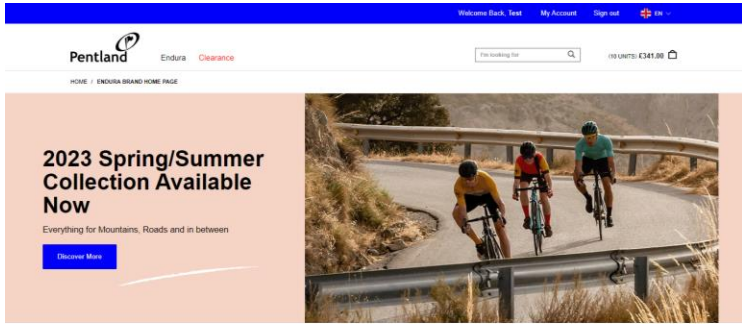 Welcome Back, Test My Account Sign out EN
Pentland Endura Clearance I'm looking for (10 UNITS) £341.00
HOME / ENDURA BRAND HOME PAGE
2023 Spring/Summer
Collection Available
Now
Everything for Mountains, Roads and in between
Discover More